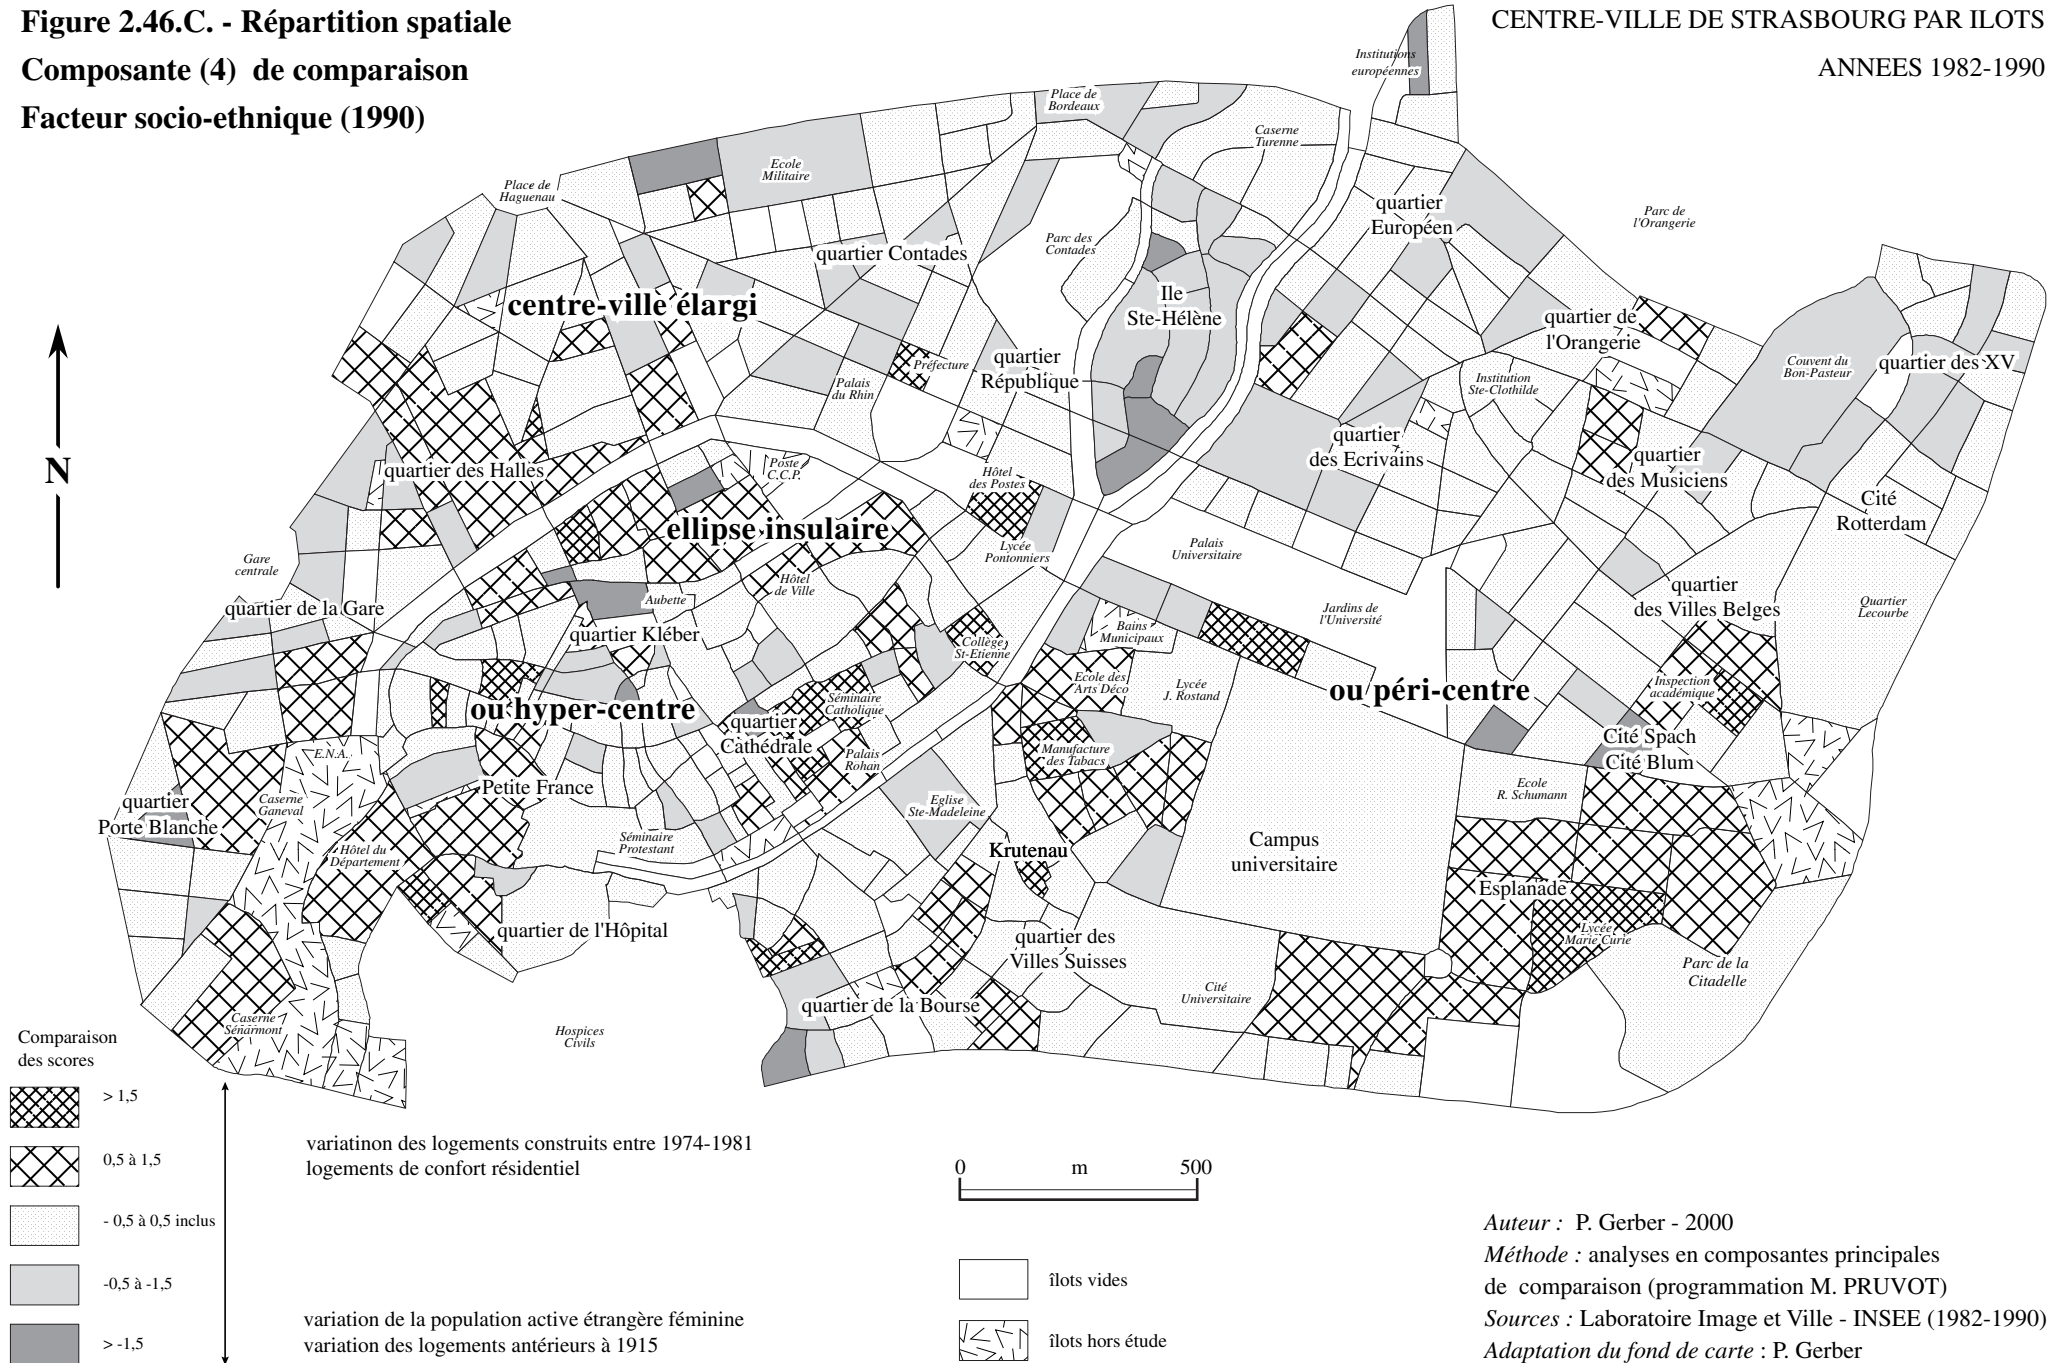 Figure 2.46.C. - Répartition spatiale
Composante (4) de comparaison
Facteur socio-ethnique (1990)
CENTRE-VILLE DE STRASBOURG PAR ILOTS
ANNEES 1982-1990
Institutions
européennes
Place de
Bordeaux
Caserne
Turenne
Ecole
Militaire
Place de
Haguenau
quartier
Européen
Parc de
l'Orangerie
Parc des
Contades
quartier Contades
Ile
Ste-Hélène
centre-ville élargi
quartier de
l'Orangerie
Couvent du
Bon-Pasteur
quartier des XV
Préfecture
quartier
République
Palais
du Rhin
Institution
Ste-Clothilde
quartier
des Ecrivains
quartier
des Musiciens
N
quartier des Halles
Poste
C.C.P.
Hôtel
des Postes
Cité
Rotterdam
ellipse insulaire
Lycée
Pontonniers
Palais
Universitaire
Gare
centrale
Hôtel
de Ville
Aubette
quartier de la Gare
quartier Kléber
quartier
des Villes Belges
Quartier
Lecourbe
Jardins de
l'Université
Bains
Municipaux
Collège
St-Etienne
Ecole des
Arts Déco
Lycée
J. Rostand
ou péri-centre
Inspection
académique
ou hyper-centre
Séminaire
Catholique
quartier
Cathédrale
Palais
Rohan
Manufacture
des Tabacs
Cité Spach
Cité Blum
E.N.A.
Petite France
Caserne
Ganeval
quartier
Porte Blanche
Eglise
Ste-Madeleine
Ecole
R. Schumann
Séminaire
Protestant
Hôtel du
Département
Krutenau
Campus
universitaire
Esplanade
quartier de l'Hôpital
quartier des
Villes Suisses
Lycée
Marie Curie
Parc de la
Citadelle
Cité
Universitaire
quartier de la Bourse
Caserne
Sénarmont
Hospices
Civils
Comparaison
des scores
> 1,5
0,5 à 1,5
- 0,5 à 0,5 inclus
-0,5 à -1,5
> -1,5
variatinon des logements construits entre 1974-1981
logements de confort résidentiel
variation de la population active étrangère féminine
variation des logements antérieurs à 1915
0 m 500
îlots vides
îlots hors étude
Auteur : P. Gerber - 2000
Méthode : analyses en composantes principales
de comparaison (programmation M. PRUVOT)
Sources : Laboratoire Image et Ville - INSEE (1982-1990)
Adaptation du fond de carte : P. Gerber